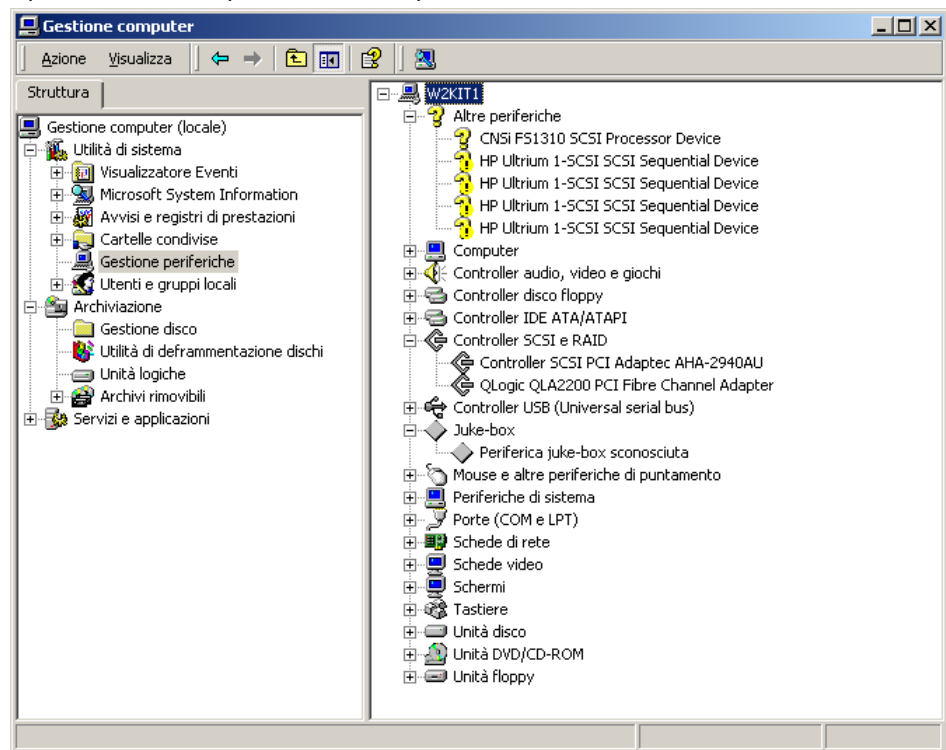 Gestione computer
Azione Visualizza
Struttura
Gestione computer (locale)
Utilità di sistema
Visualizzatore Eventi
Microsoft System Information
Avvisi e registri di prestazioni
Cartelle condivise
Gestione periferiche
Utenti e gruppi locali
Archiviazione
Gestione disco
Utilità di deframmentazione dischi
Unità logiche
Archivi rimovibili
Servizi e applicazioni
W2KIT1
Altre periferiche
CNSi FS1310 SCSI Processor Device
HP Ultrium 1-SCSI SCSI Sequential Device
HP Ultrium 1-SCSI SCSI Sequential Device
HP Ultrium 1-SCSI SCSI Sequential Device
HP Ultrium 1-SCSI SCSI Sequential Device
Computer
Controller audio, video e giochi
Controller disco floppy
Controller IDE ATA/ATAPI
Controller SCSI e RAID
Controller SCSI PCI Adaptec AHA-2940AU
QLogic QLA2200 PCI Fibre Channel Adapter
Controller USB (Universal serial bus)
Juke-box
Periferica juke-box sconosciuta
Mouse e altre periferiche di puntamento
Periferiche di sistema
Porte (COM e LPT)
Schede di rete
Schede video
Schermi
Tastiere
Unità disco
Unità DVD/CD-ROM
Unità floppy